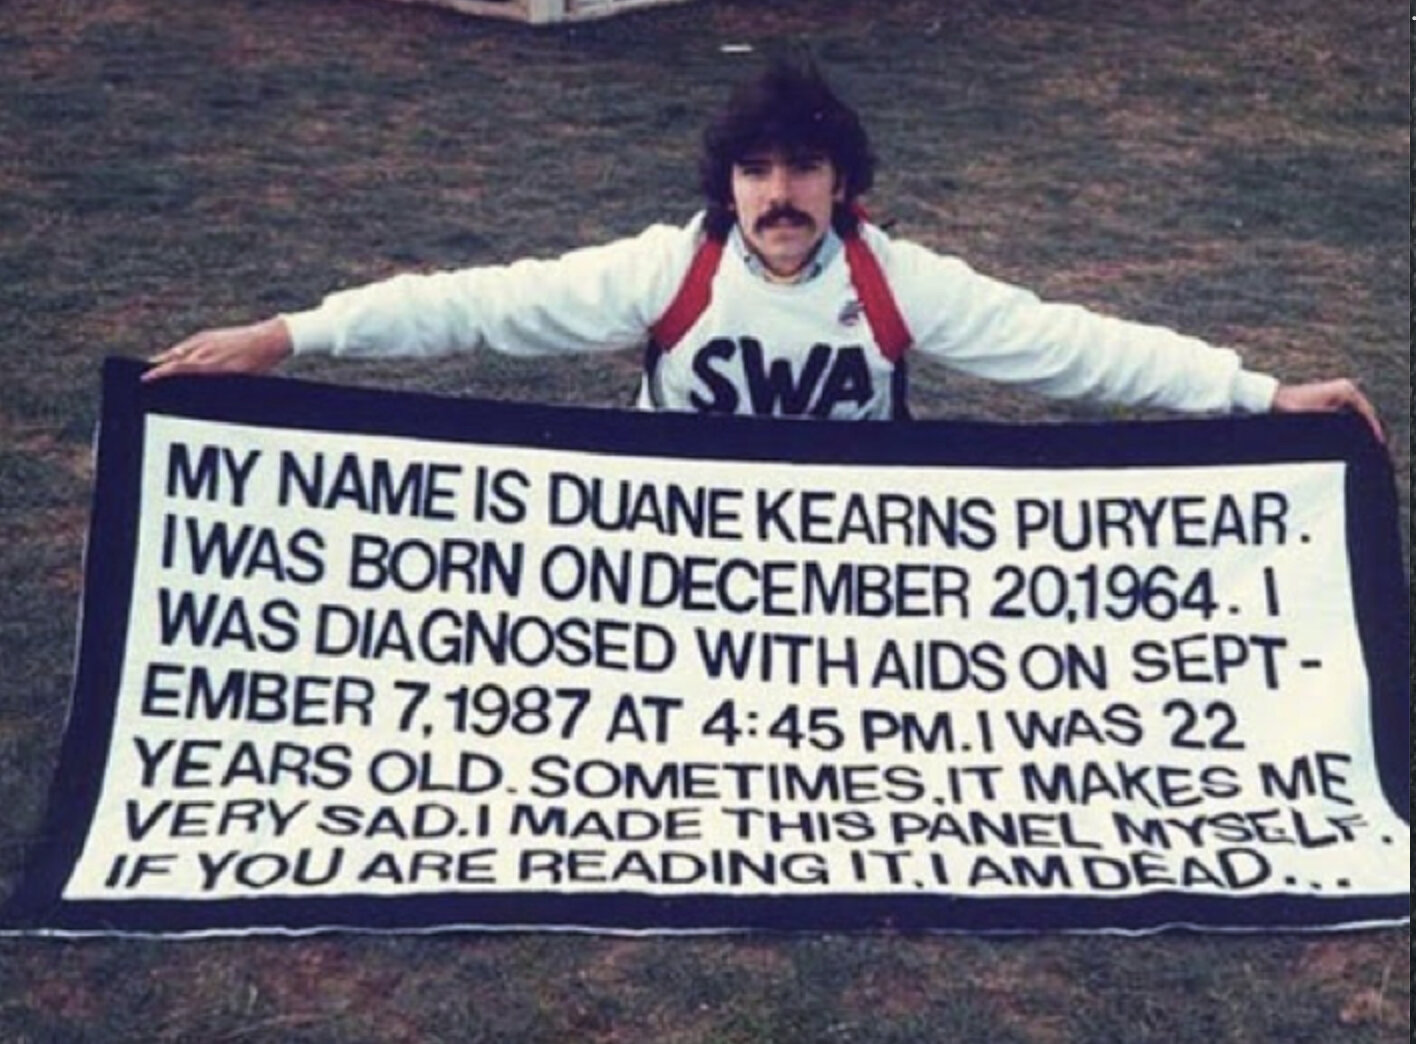 SWA
MY NAME IS DUANE KEARNS PURYEAR.
I WAS BORN ON DECEMBER 20,1964. I
WAS DIAGNOSED WITH AIDS ON SEPT-
EMBER 7,1987 AT 4:45 PM. I WAS 22
YEARS OLD. SOMETIMES, IT MAKES ME
VERY SAD. I MADE THIS PANEL MYSELF.
IF YOU ARE READING IT, I AM DEAD...